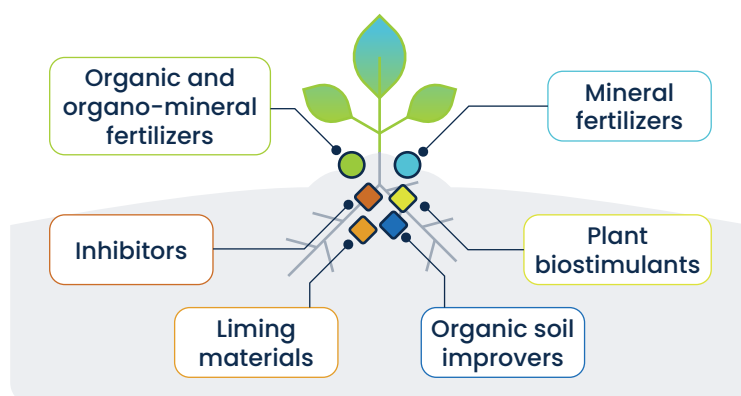 Organic and
organo-mineral
fertilizers
Mineral
fertilizers
Inhibitors
Plant
biostimulants
Liming
materials
Organic soil
improvers